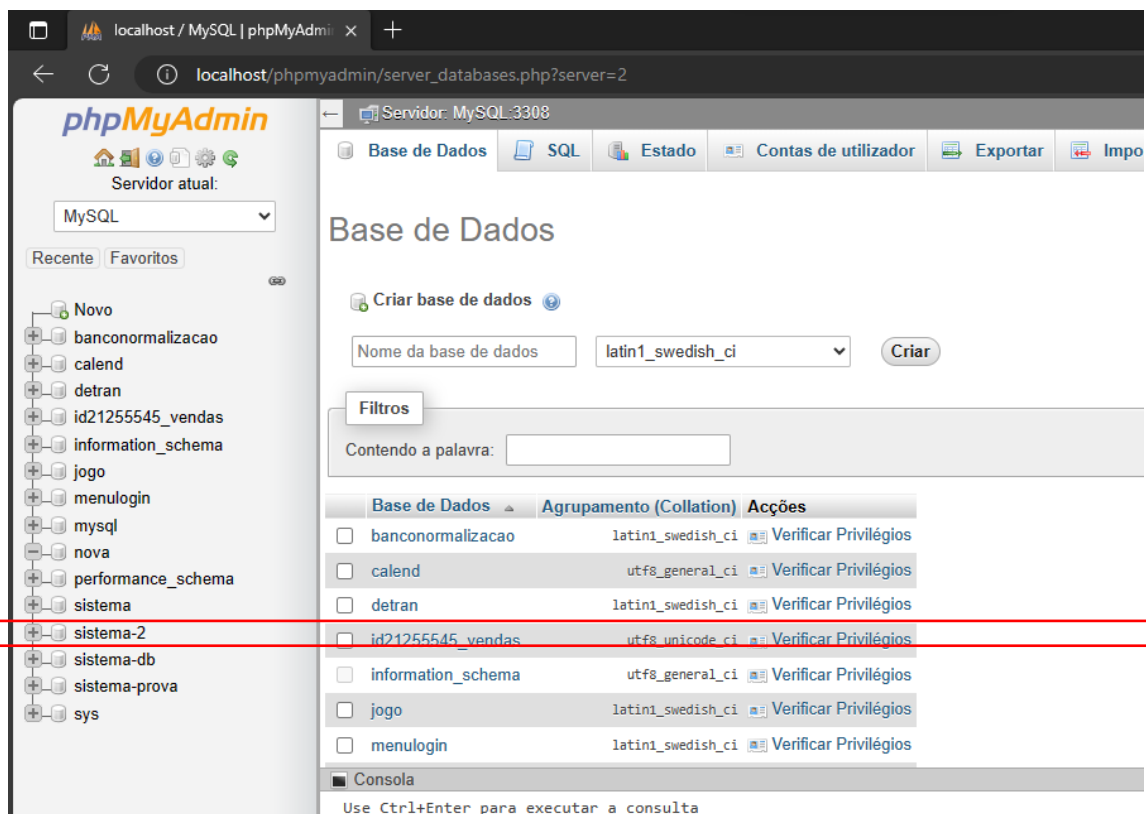 localhost / MySQL | phpMyAdmi
localhost/phpmyadmin/server_databases.php?server=2
phpMyAdmin
Servidor atual:
MySQL
Recente Favoritos
Novo
banconormalizacao
calend
detran
id21255545_vendas
information_schema
jogo
menulogin
mysql
nova
performance_schema
sistema
sistema-2
sistema-db
sistema-prova
sys
Servidor: MySQL:3308
Base de Dados SQL Estado Contas de utilizador Exportar Impo
Base de Dados
Criar base de dados
Nome da base de dados latin1_swedish_ci Criar
Filtros
Contendo a palavra:
Base de Dados Agrupamento (Collation) Acções
banconormalizacao latin1_swedish_ci Verificar Privilégios
calend utf8_general_ci Verificar Privilégios
detran latin1_swedish_ci Verificar Privilégios
id21255545_vendas utf8_unicode_ci Verificar Privilégios
information_schema utf8_general_ci Verificar Privilégios
jogo latin1_swedish_ci Verificar Privilégios
menulogin latin1_swedish_ci Verificar Privilégios
Consola
Use Ctrl+Enter para executar a consulta